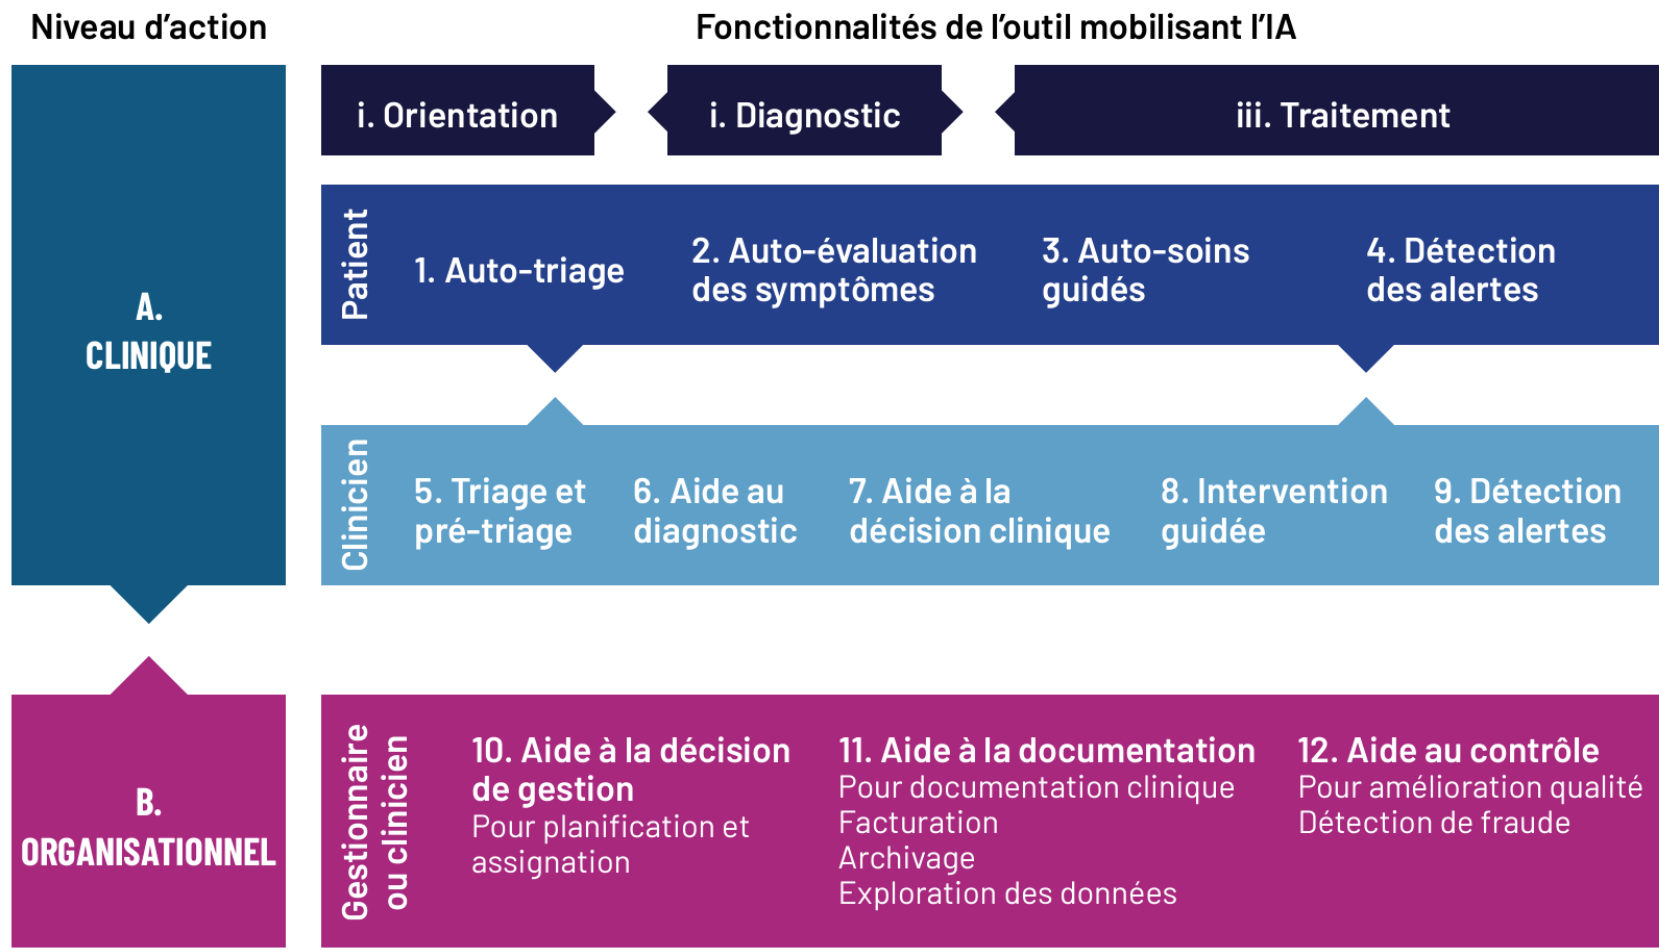 Niveau d’action
Fonctionnalités de l’outil mobilisant l’IA
A.
CLINIQUE
i. Orientation
i. Diagnostic
iii. Traitement
Patient
1. Auto-triage
2. Auto-évaluation
des symptômes
3. Auto-soins
guidés
4. Détection
des alertes
Clinicien
5. Triage et
pré-triage
6. Aide au
diagnostic
7. Aide à la
décision clinique
8. Intervention
guidée
9. Détection
des alertes
B.
ORGANISATIONNEL
Gestionnaire
ou clinicien
10. Aide à la décision
de gestion
Pour planification et
assignation
11. Aide à la documentation
Pour documentation clinique
Facturation
Archivage
Exploration des données
12. Aide au contrôle
Pour amélioration qualité
Détection de fraude